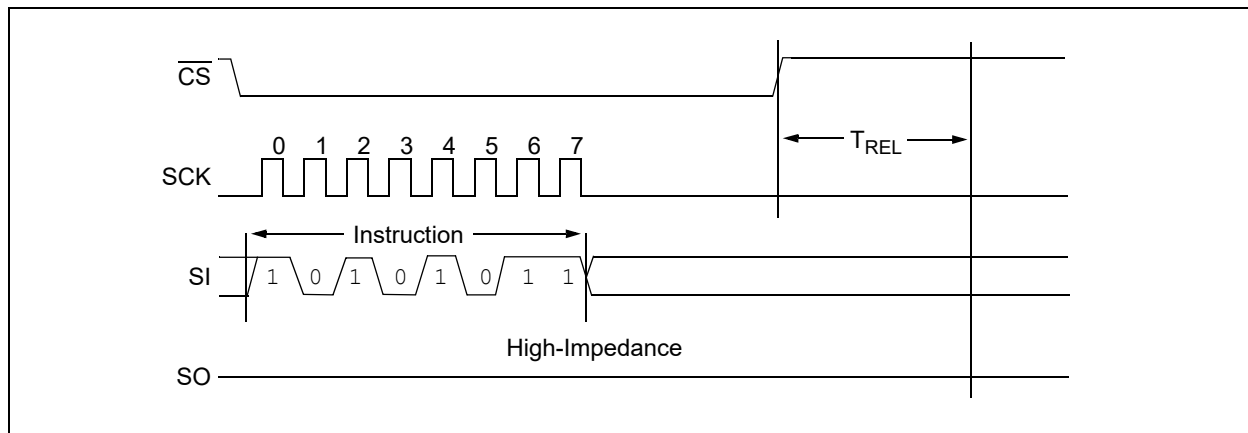 CS
T_REL
0 1 2 3 4 5 6 7
SCK
Instruction
SI 1 0 1 0 1 0 1 1
High-Impedance
SO